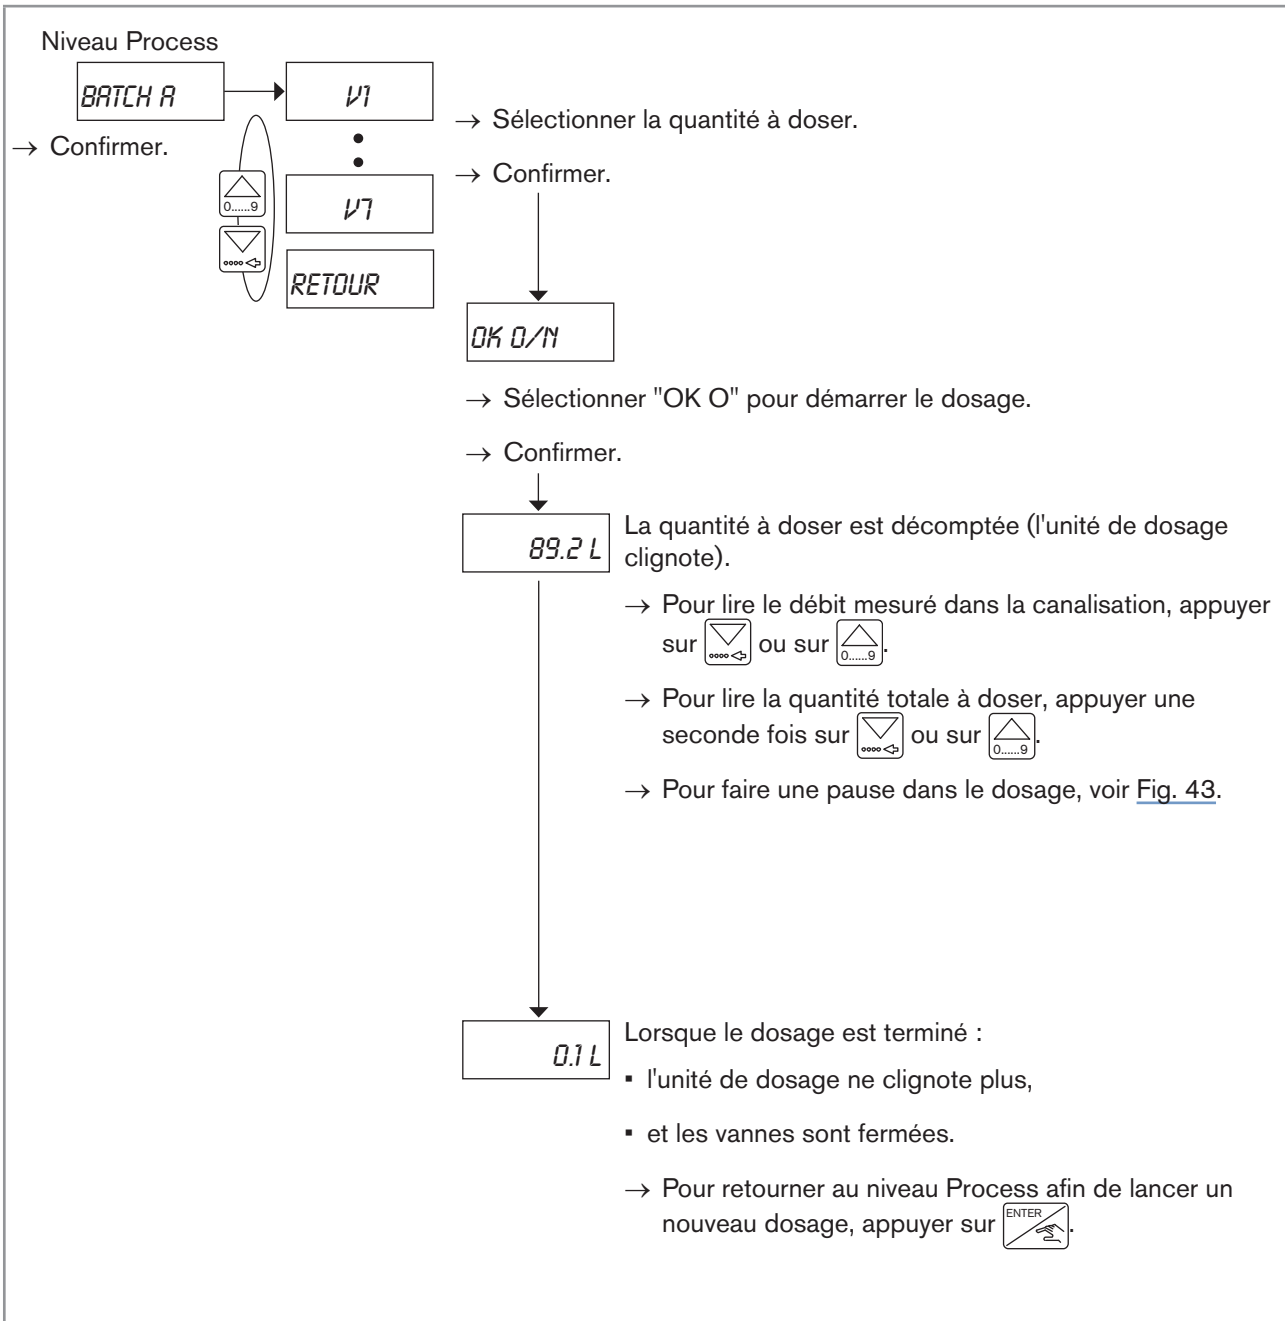 Niveau Process
BATCH A
V1
→ Sélectionner la quantité à doser.
→ Confirmer.
→ Confirmer.
0......9
V7
RETOUR
OK O/N
→ Sélectionner "OK O" pour démarrer le dosage.
→ Confirmer.
89.2 L
La quantité à doser est décomptée (l'unité de dosage
clignote).
→ Pour lire le débit mesuré dans la canalisation, appuyer
sur ou sur 0......9.
→ Pour lire la quantité totale à doser, appuyer une
seconde fois sur ou sur 0......9.
→ Pour faire une pause dans le dosage, voir Fig. 43.
0.1 L
Lorsque le dosage est terminé :
▪ l'unité de dosage ne clignote plus,
▪ et les vannes sont fermées.
→ Pour retourner au niveau Process afin de lancer un
nouveau dosage, appuyer sur ENTER.